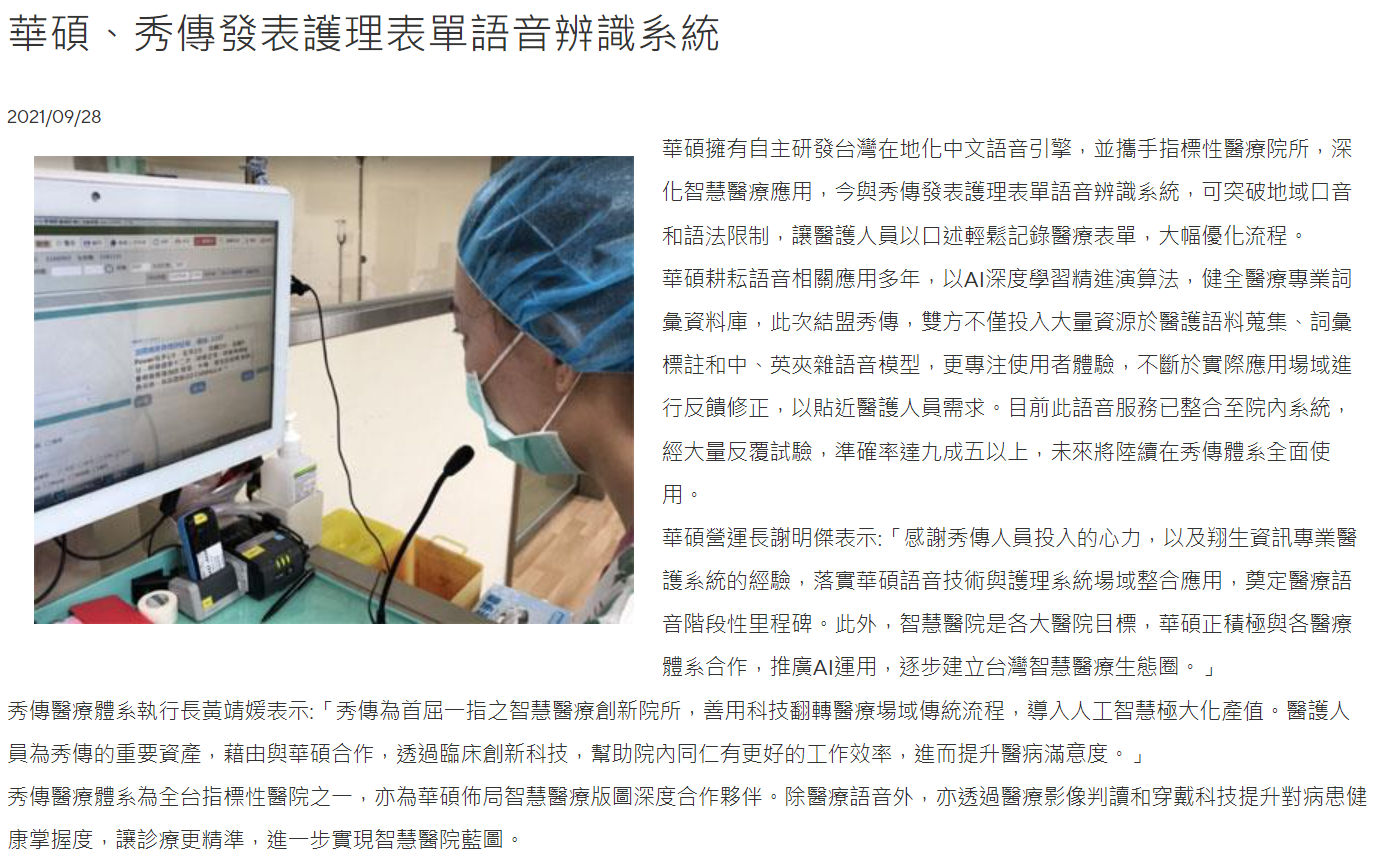 華碩、秀傳發表護理表單語音辨識系統
2021/09/28
華碩擁有自主研發台灣在地化中文語音引擎，並攜手指標性醫療院所，深
化智慧醫療應用，今與秀傳發表護理表單語音辨識系統，可突破地域口音
和語法限制，讓醫護人員以口述輕鬆記錄醫療表單，大幅優化流程。
華碩耕耘語音相關應用多年，以AI深度學習精進演算法，健全醫療專業詞
彙資料庫，此次結盟秀傳，雙方不僅投入大量資源於醫護語料蒐集、詞彙
標註和中、英夾雜語音模型，更專注使用者體驗，不斷於實際應用場域進
行反饋修正，以貼近醫護人員需求。目前此語音服務已整合至院內系統，
經大量反覆試驗，準確率達九成五以上，未來將陸續在秀傳體系全面使
用。
華碩營運長謝明傑表示:「感謝秀傳人員投入的心力，以及翔生資訊專業醫
護系統的經驗，落實華碩語音技術與護理系統場域整合應用，奠定醫療語
音階段性里程碑。此外，智慧醫院是各大醫院目標，華碩正積極與各醫療
體系合作，推廣AI運用，逐步建立台灣智慧醫療生態圈。」
秀傳醫療體系執行長黃靖媛表示:「秀傳為首屈一指之智慧醫療創新院所，善用科技翻轉醫療場域傳統流程，導入人工智慧極大化產值。醫護人
員為秀傳的重要資產，藉由與華碩合作，透過臨床創新科技，幫助院內同仁有更好的工作效率，進而提升醫病滿意度。」
秀傳醫療體系為全台指標性醫院之一，亦為華碩佈局智慧醫療版圖深度合作夥伴。除醫療語音外，亦透過醫療影像判讀和穿戴科技提升對病患健
康掌握度，讓診療更精準，進一步實現智慧醫院藍圖。